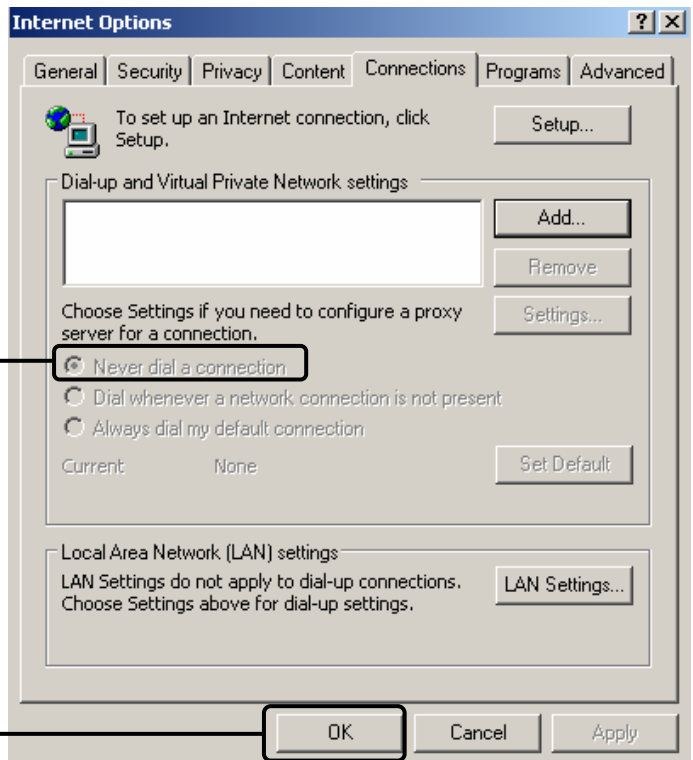 Internet Options
General Security Privacy Content Connections Programs Advanced
To set up an Internet connection, click
Setup.
Setup...
Dial-up and Virtual Private Network settings
Add...
Remove
Choose Settings if you need to configure a proxy
server for a connection.
Settings...
Never dial a connection
Dial whenever a network connection is not present
Always dial my default connection
Current None
Set Default
Local Area Network (LAN) settings
LAN Settings do not apply to dial-up connections.
Choose Settings above for dial-up settings.
LAN Settings...
OK Cancel Apply